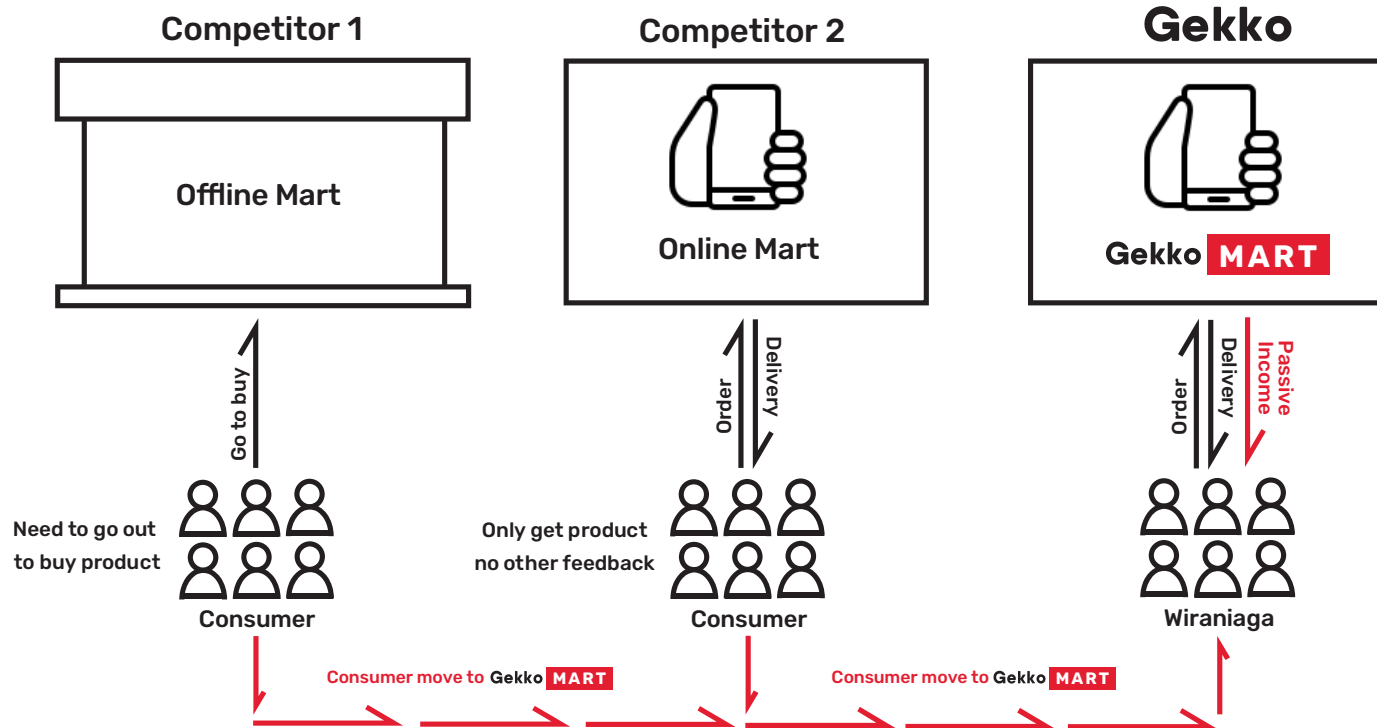 Competitor 1
Offline Mart
Go to buy
Need to go out
to buy product
Consumer
Competitor 2
Online Mart
Order
Delivery
Only get product
no other feedback
Consumer
Gekko
Gekko MART
Order
Delivery
Passive
Income
Wiraniaga
Consumer move to Gekko MART
Consumer move to Gekko MART